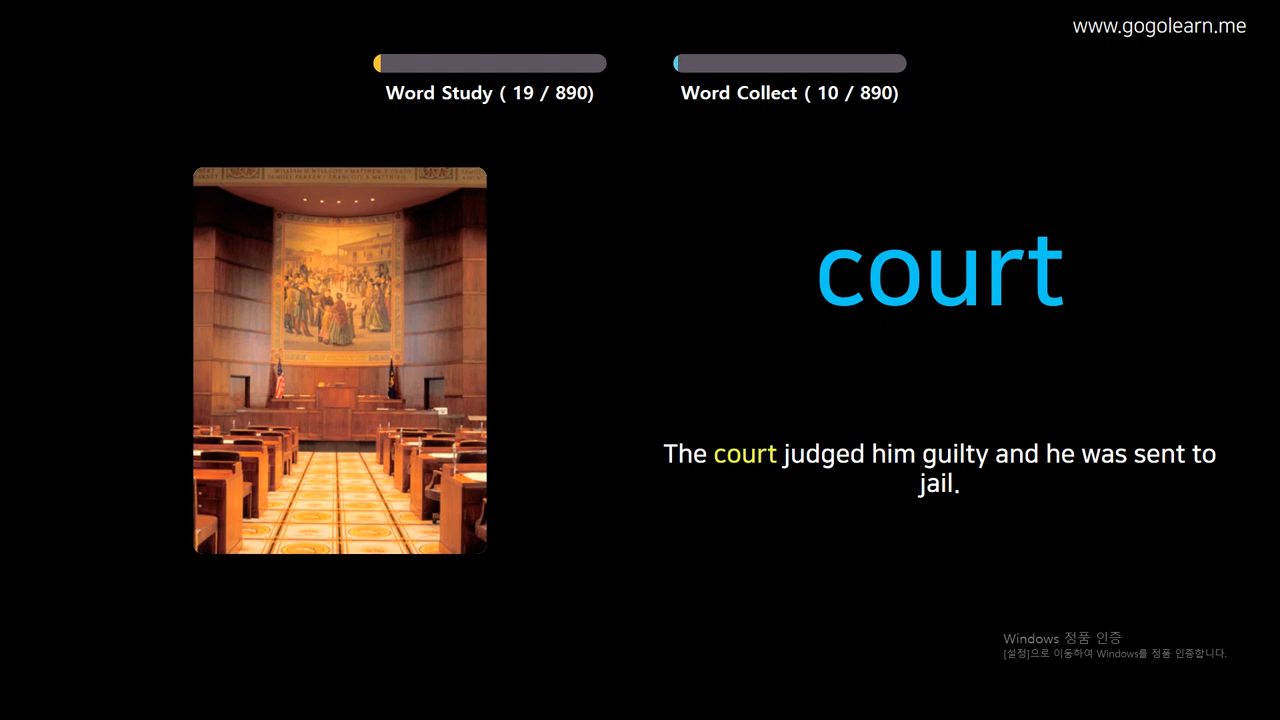 www.gogolearn.me
Word Study ( 19 / 890)
Word Collect ( 10 / 890)
court
The court judged him guilty and he was sent to
jail.
Windows 정품 인증
[설정]으로 이동하여 Windows를 정품 인증합니다.